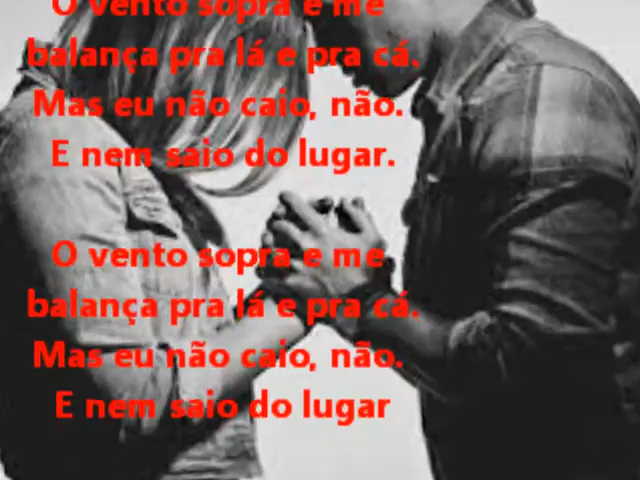 O vento sopra e me
balança pra lá e pra cá.
Mas eu não caio, não.
E nem saio do lugar.
O vento sopra e me
balança pra lá e pra cá.
Mas eu não caio, não.
E nem saio do lugar